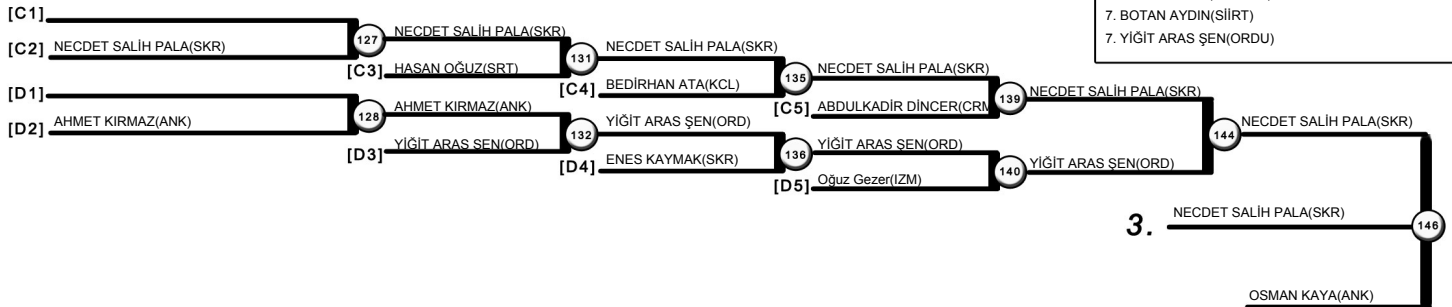 [C1]
[C2] NECDET SALİH PALA(SKR)
127
NECDET SALİH PALA(SKR)
[C3] HASAN OĞUZ(SRT)
131
NECDET SALİH PALA(SKR)
[C4] BEDİRHAN ATA(KCL)
135
NECDET SALİH PALA(SKR)
[C5] ABDULKADİR DİNCER(CRM
139
NECDET SALİH PALA(SKR)
[D1]
[D2] AHMET KIRMAZ(ANK)
128
AHMET KIRMAZ(ANK)
[D3] YİĞİT ARAS ŞEN(ORD)
132
YİĞİT ARAS ŞEN(ORD)
[D4] ENES KAYMAK(SKR)
136
YİĞİT ARAS ŞEN(ORD)
[D5] Oğuz Gezer(IZM)
140
YİĞİT ARAS ŞEN(ORD)
144
NECDET SALİH PALA(SKR)
7. BOTAN AYDIN(SİİRT)
7. YİĞİT ARAS ŞEN(ORDU)
3. NECDET SALİH PALA(SKR)
146
OSMAN KAYA(ANK)